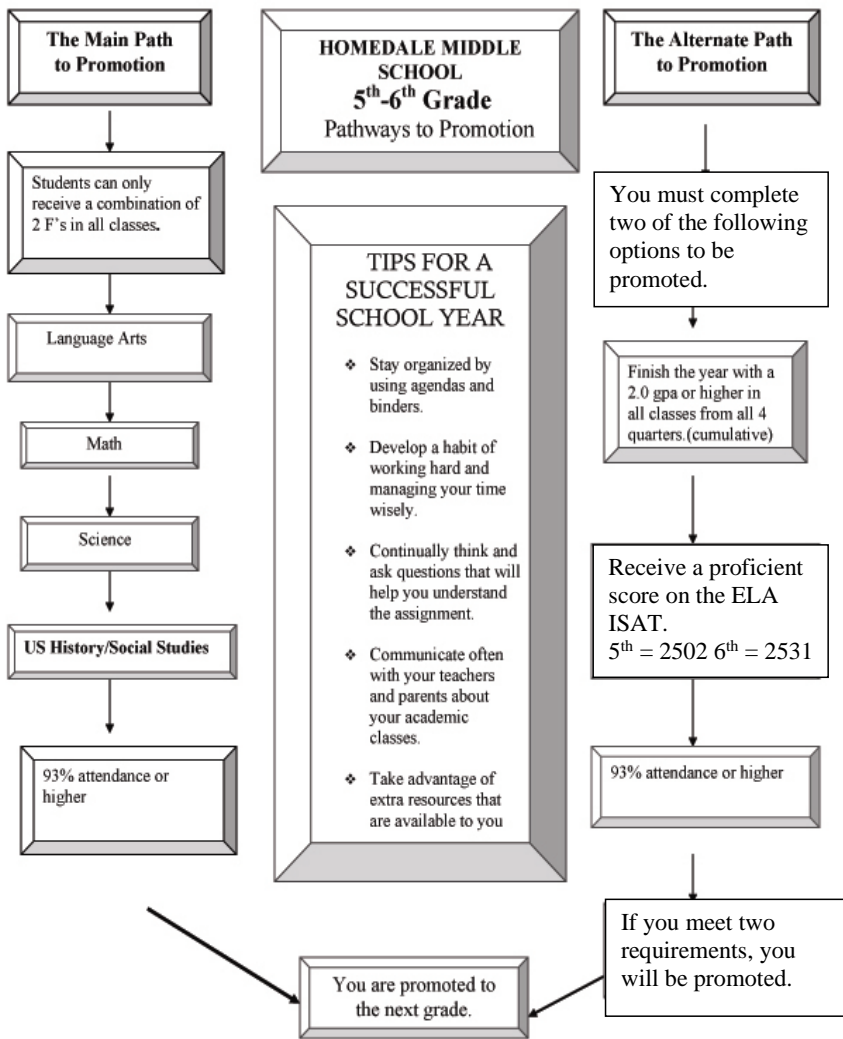 The Main Path
to Promotion
Students can only
receive a combination of
2 F's in all classes.
Language Arts
Math
Science
US History/Social Studies
93% attendance or
higher
HOMEDALE MIDDLE
SCHOOL
5th-6th Grade
Pathways to Promotion
TIPS FOR A
SUCCESSFUL
SCHOOL YEAR
❖ Stay organized by
using agendas and
binders.
❖ Develop a habit of
working hard and
managing your time
wisely.
❖ Continually think and
ask questions that will
help you understand
the assignment.
❖ Communicate often
with your teachers
and parents about
your academic
classes.
❖ Take advantage of
extra resources that
are available to you
The Alternate Path
to Promotion
You must complete
two of the following
options to be
promoted.
Finish the year with a
2.0 gpa or higher in
all classes from all 4
quarters.(cumulative)
Receive a proficient
score on the ELA
ISAT.
5th = 2502 6th = 2531
93% attendance or higher
If you meet two
requirements, you
will be promoted.
You are promoted to
the next grade.